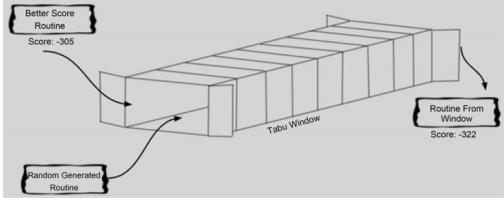 Better Score
Routine
Score: -305
Tabu Window
Routine From
Window
Score: -322
Random Generated
Routine